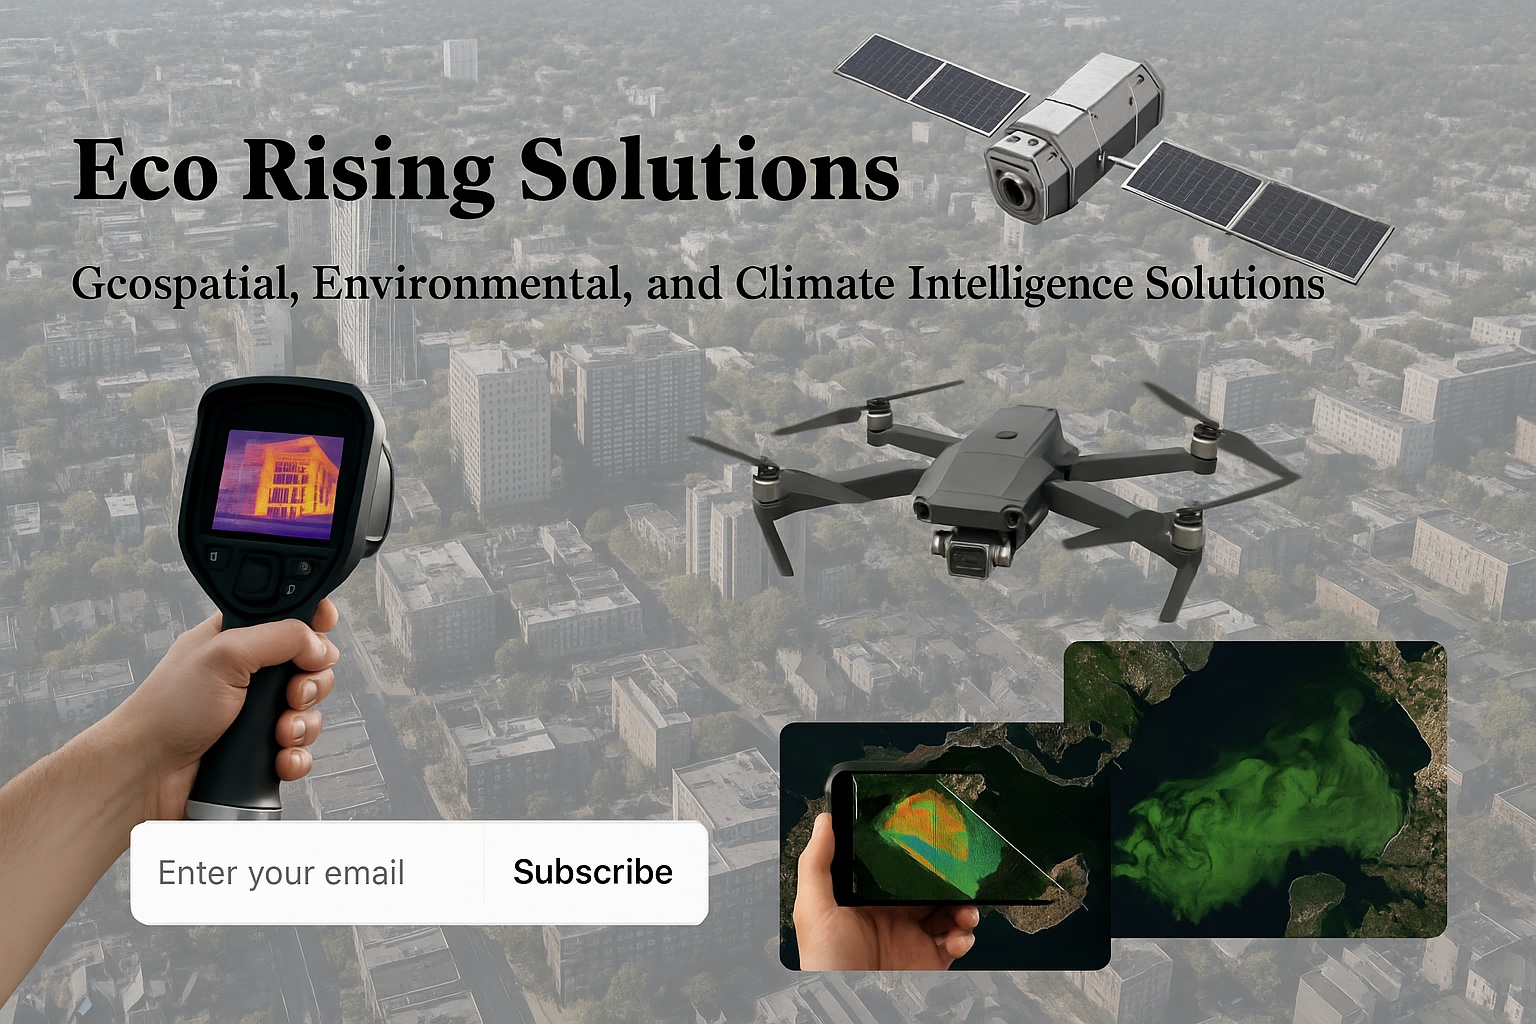 Eco Rising Solutions
Gcospatial, Environmental, and Climate Intelligence Solutions
Enter your email
Subscribe